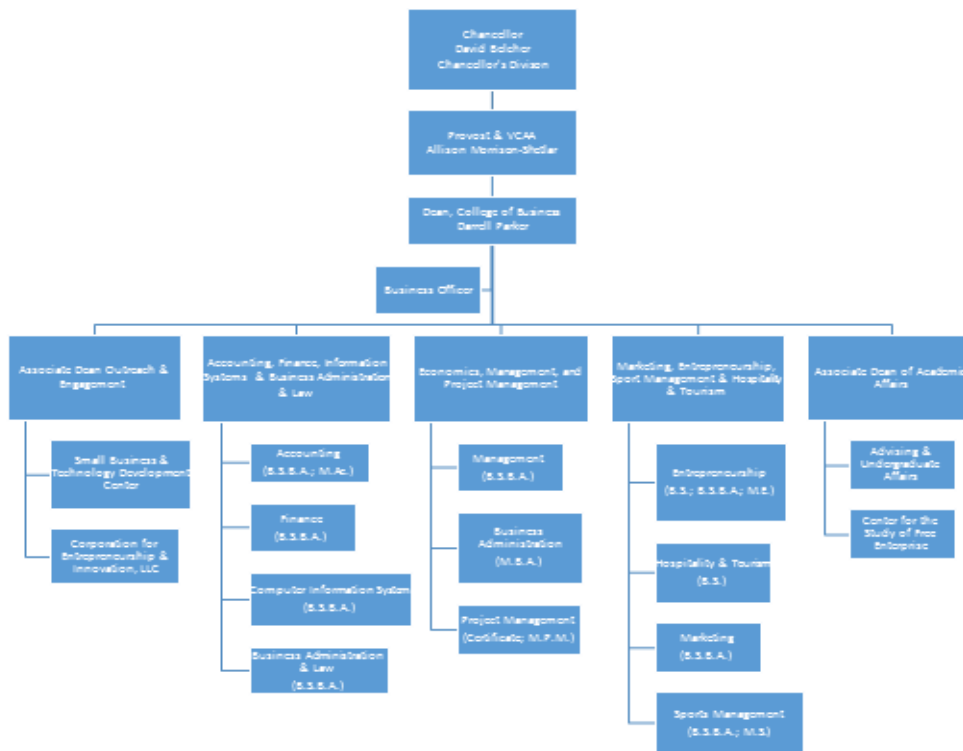 Chancellor
David Belcher
Chancellor's Divison
Provost & VCAA
Allison Morrison-Shetlar
Dean, College of Business
Darrell Parker
Business Officer
Associate Dean Outreach &
Engagement
Small Business &
Technology Development
Center
Corporation for
Entrepreneurship &
Innovation, LLC
Accounting, Finance, Information
Systems & Business Administration
& Law
Accounting
(B.S.B.A.; M.Ac.)
Finance
(B.S.B.A.)
Computer Information System
(B.S.B.A.)
Business Administration
& Law
(B.S.B.A.)
Economics, Management, and
Project Management
Management
(B.S.B.A.)
Business
Administration
(M.B.A.)
Project Management
(Certificate; M.P.M.)
Marketing, Entrepreneurship,
Sport Management & Hospitality
& Tourism
Entrepreneurship
(B.S.; B.S.B.A; M.E.)
Hospitality & Tourism
(B.S.)
Marketing
(B.S.B.A.)
Sports Management
(B.S.B.A.; M.S.)
Associate Dean of Academic
Affairs
Advising &
Undergraduate
Affairs
Center for the
Study of Free
Enterprise